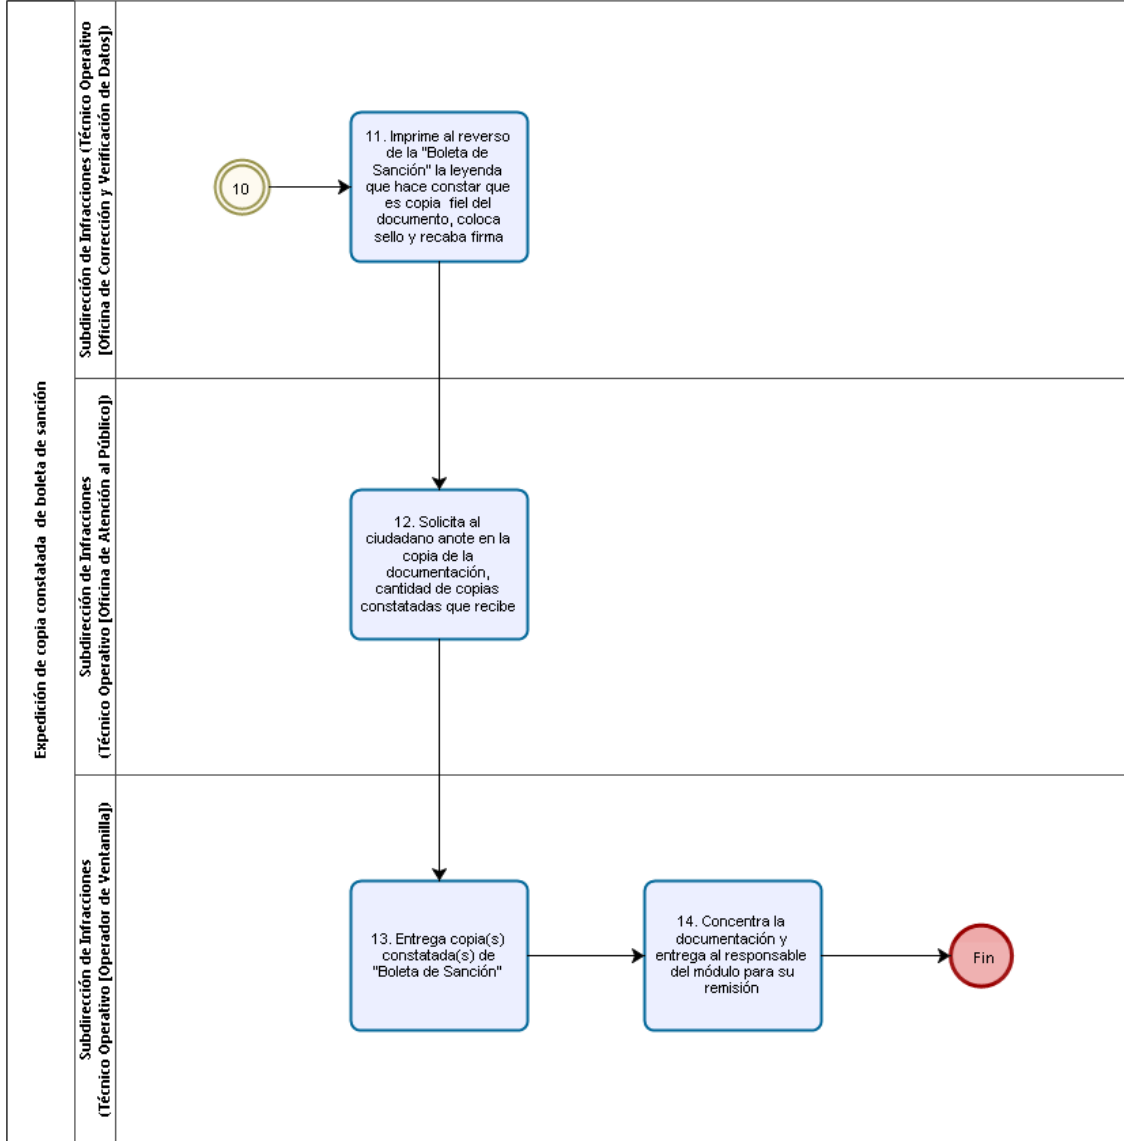 Expedición de copia constatada  de boleta de sanción
Subdirección de Infracciones (Técnico Operativo
[Oficina de Corrección y Verificación de Datos])
10
11. Imprime al reverso
de la "Boleta de
Sanción" la leyenda
que hace constar que
es copia  fiel del
documento, coloca
sello y recaba firma
Subdirección de Infracciones
(Técnico Operativo [Oficina de Atención al Público])
12. Solicita al
ciudadano anote en la
copia de la
documentación,
cantidad de copias
constatadas que recibe
Subdirección de Infracciones
(Técnico Operativo [Operador de Ventanilla])
13. Entrega copia(s)
constatada(s) de
"Boleta de Sanción"
14. Concentra la
documentación y
entrega al responsable
del módulo para su
remisión
Fin